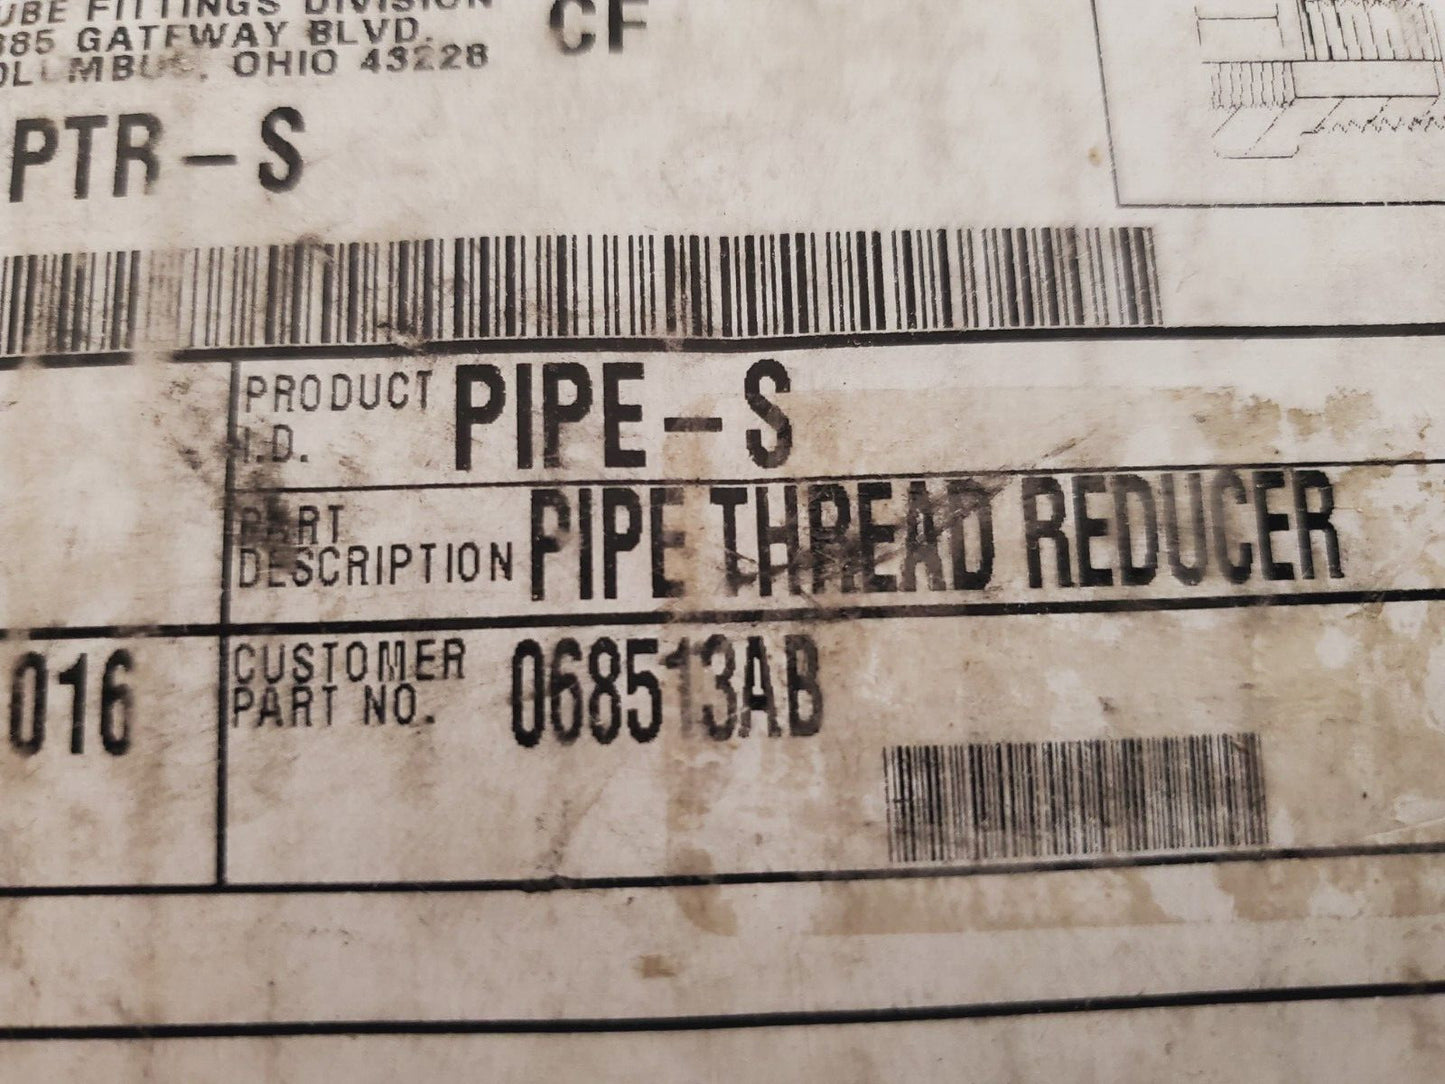 UBE FITTINGS DIVISION
885 GATEWAY BLVD.
OLUMBUS, OHIO 43228
CF
PTR-S
PRODUCT I.D. PIPE-S
PART DESCRIPTION PIPE THREAD REDUCER
016
CUSTOMER PART NO. 068513AB